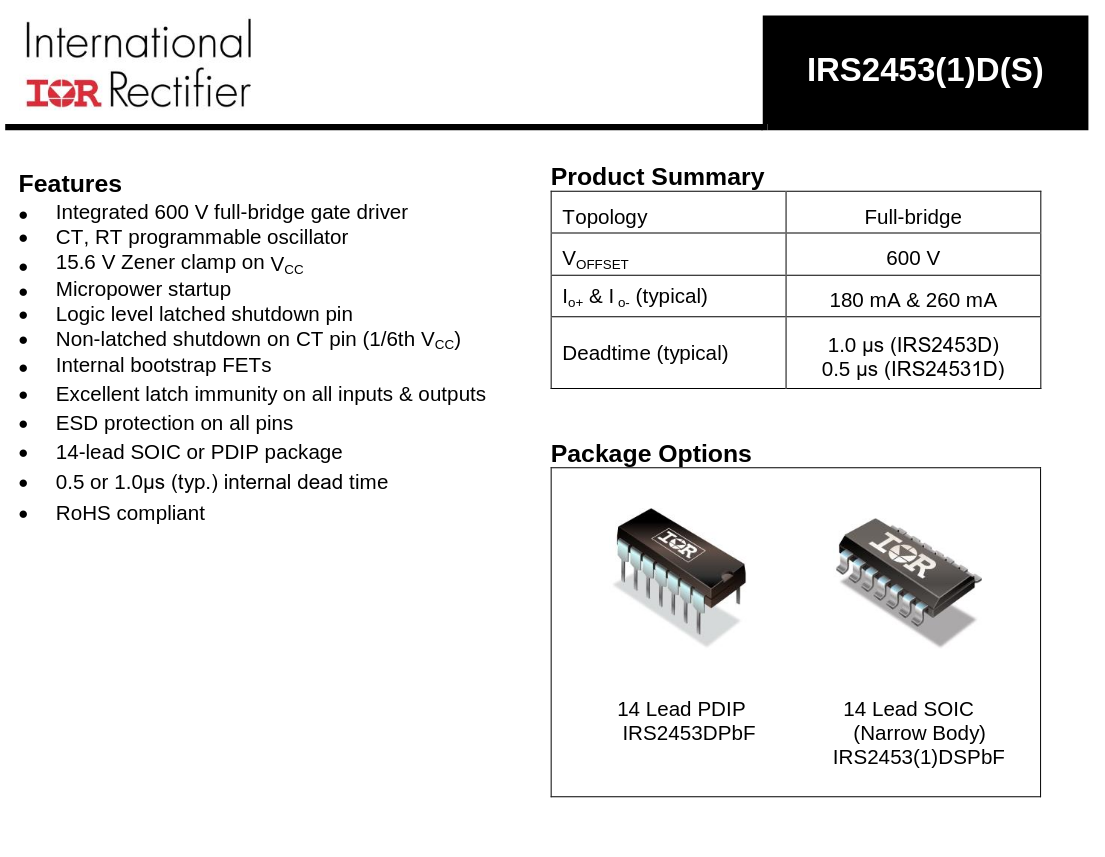 International
IOR Rectifier
IRS2453(1)D(S)
Features
• Integrated 600 V full-bridge gate driver
• CT, RT programmable oscillator
• 15.6 V Zener clamp on VCC
• Micropower startup
• Logic level latched shutdown pin
• Non-latched shutdown on CT pin (1/6th VCC)
• Internal bootstrap FETs
• Excellent latch immunity on all inputs & outputs
• ESD protection on all pins
• 14-lead SOIC or PDIP package
• 0.5 or 1.0μs (typ.) internal dead time
• RoHS compliant
Product Summary
Topology Full-bridge
VOFFSET 600 V
Io+ & I o- (typical) 180 mA & 260 mA
Deadtime (typical) 1.0 μs (IRS2453D)
0.5 μs (IRS24531D)
Package Options
IOR
IOR
14 Lead PDIP
IRS2453DPbF
14 Lead SOIC
(Narrow Body)
IRS2453(1)DSPbF